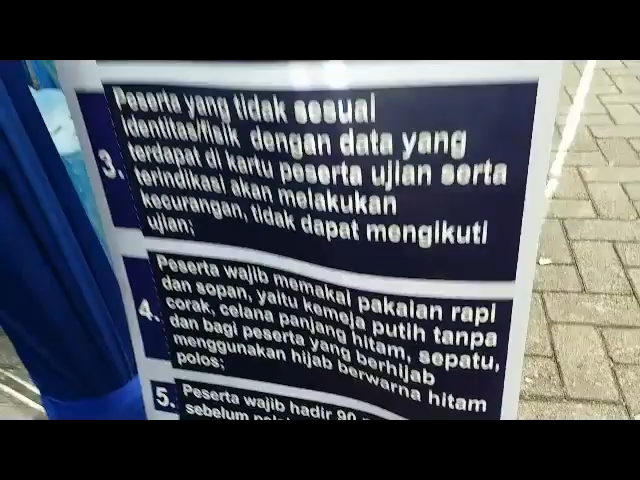 3. Peserta yang tidak sesuai
identitas/fisik dengan data yang
terdapat di kartu peserta ujian serta
terindikasi akan melakukan
kecurangan, tidak dapat mengikuti
ujian;
4. Peserta wajib memakai pakaian rapi
dan sopan, yaitu kemeja putih tanpa
corak, celana panjang hitam, sepatu,
dan bagi peserta yang berhijab
menggunakan hijab berwarna hitam
polos;
5. Peserta wajib hadir 90
sebelum